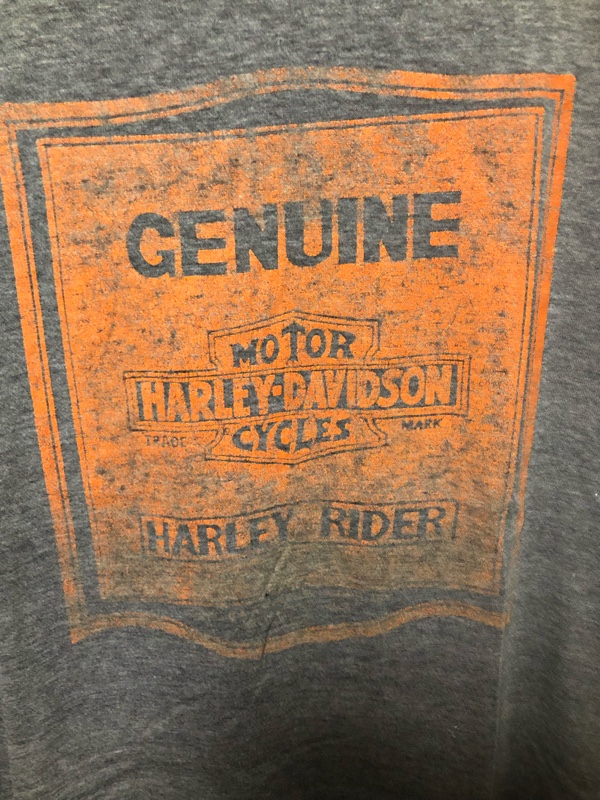 GENUINE
MOTOR
HARLEY-DAVIDSON
TRADE CYCLES MARK
HARLEY RIDER